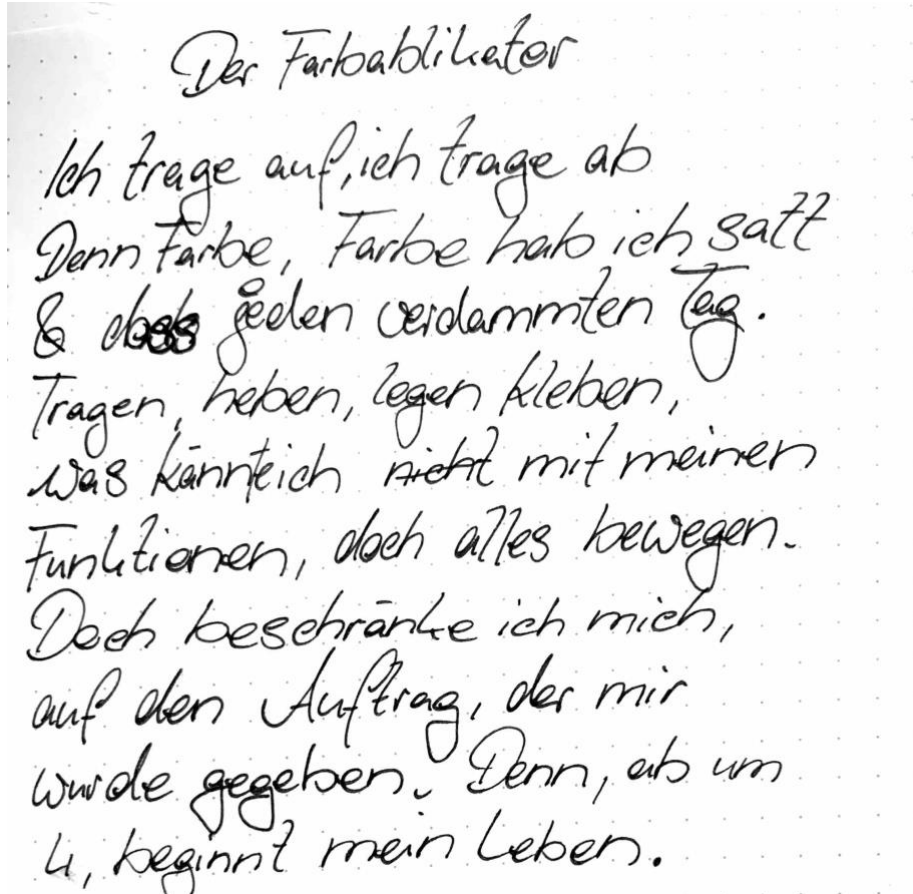 Der Farbablikator
Ich trage auf, ich trage ab
Denn Farbe, Farbe hab ich satt
& das jeden verdammten Tag.
Tragen, heben, legen kleben,
was könnte ich nicht mit meinen
Funktionen, doch alles bewegen.
Doch beschränke ich mich,
auf den Auftrag, der mir
wurde gegeben. Denn, ab um
4, beginnt mein Leben.